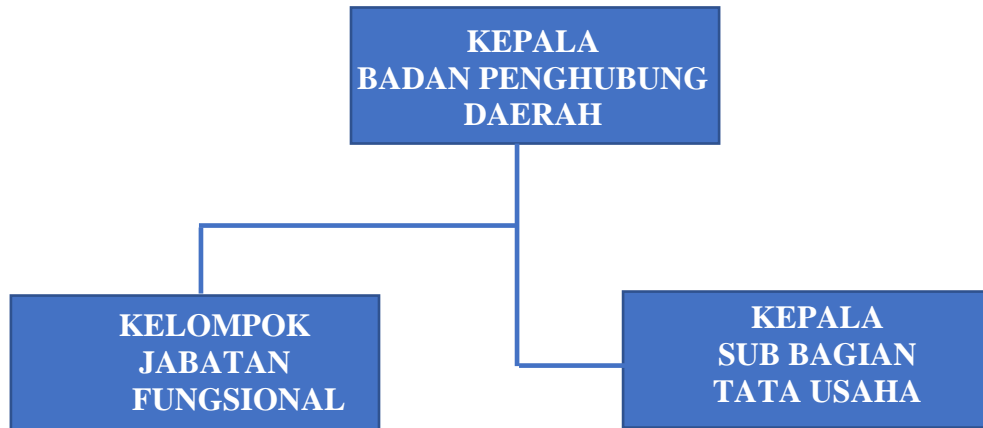 KEPALA
BADAN PENGHUBUNG
DAERAH
KELOMPOK
JABATAN
FUNGSIONAL
KEPALA
SUB BAGIAN
TATA USAHA